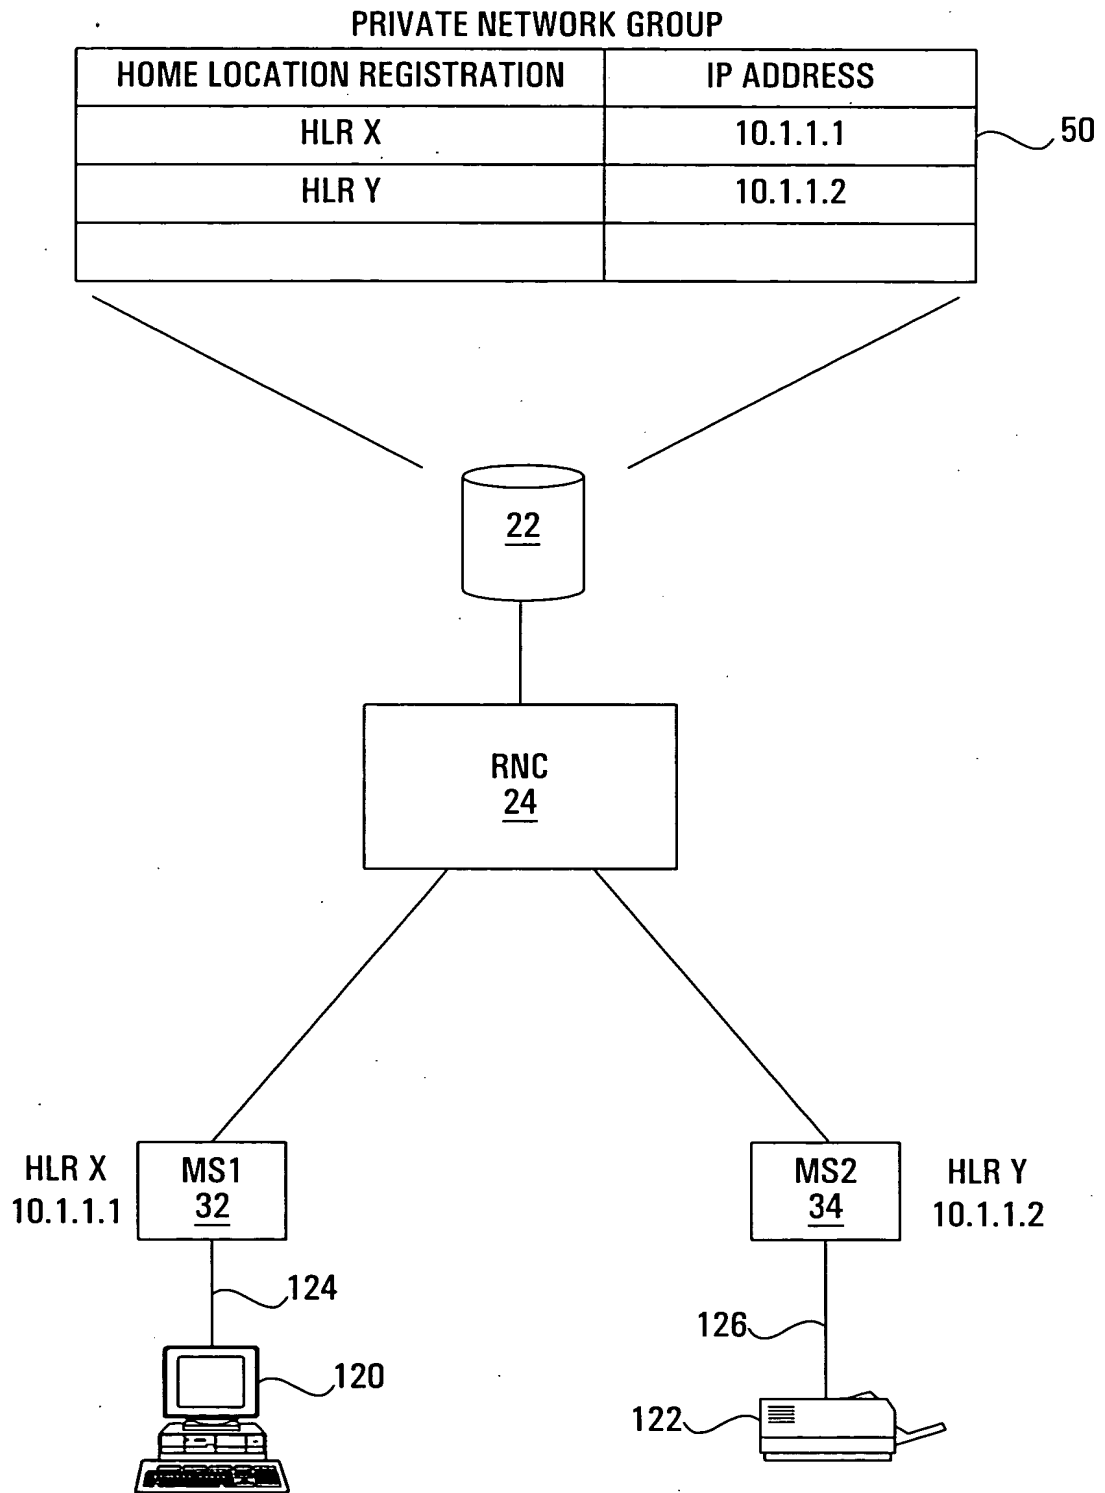 PRIVATE NETWORK GROUP
HOME LOCATION REGISTRATION IP ADDRESS
HLR X 10.1.1.1
50
HLR Y 10.1.1.2
22
RNC
24
HLR X
10.1.1.1
MS1
32
MS2
34
HLR Y
10.1.1.2
124
126
120
122